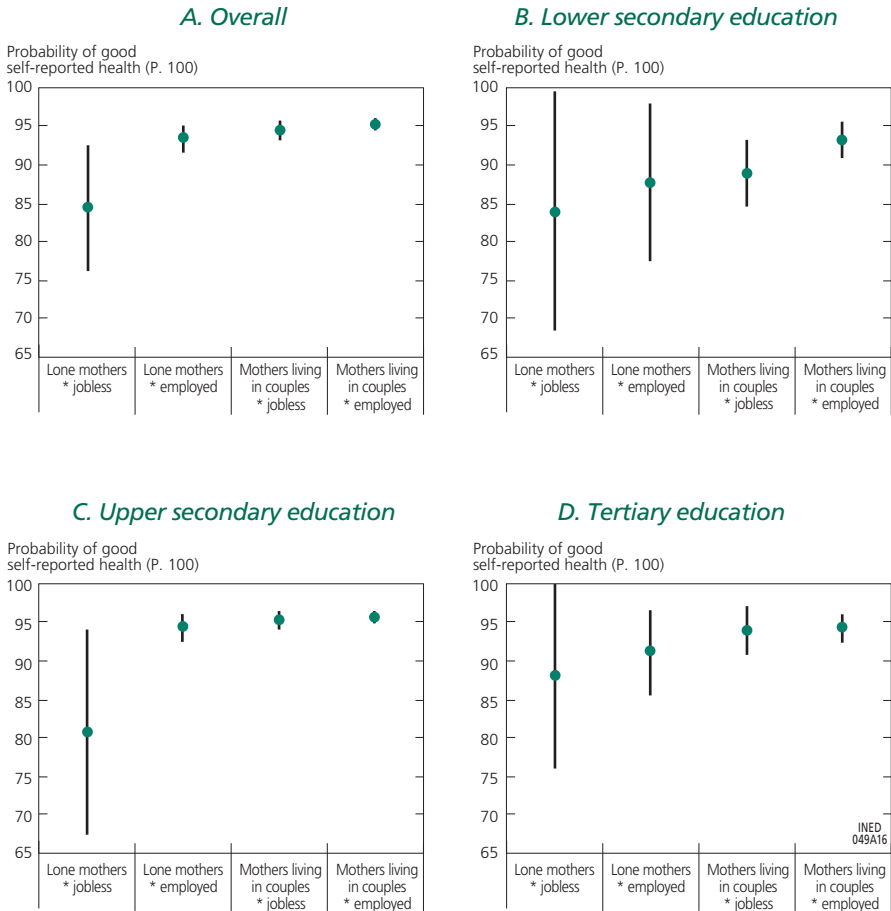 A. Overall
Probability of good
self-reported health (P. 100)
100
95
90
85
80
75
70
65
Lone mothers
* jobless
Lone mothers
* employed
Mothers living
in couples
* jobless
Mothers living
in couples
* employed
B. Lower secondary education
Probability of good
self-reported health (P. 100)
100
95
90
85
80
75
70
65
Lone mothers
* jobless
Lone mothers
* employed
Mothers living
in couples
* jobless
Mothers living
in couples
* employed
C. Upper secondary education
Probability of good
self-reported health (P. 100)
100
95
90
85
80
75
70
65
Lone mothers
* jobless
Lone mothers
* employed
Mothers living
in couples
* jobless
Mothers living
in couples
* employed
D. Tertiary education
Probability of good
self-reported health (P. 100)
100
95
90
85
80
75
70
65
INED
049A16
Lone mothers
* jobless
Lone mothers
* employed
Mothers living
in couples
* jobless
Mothers living
in couples
* employed